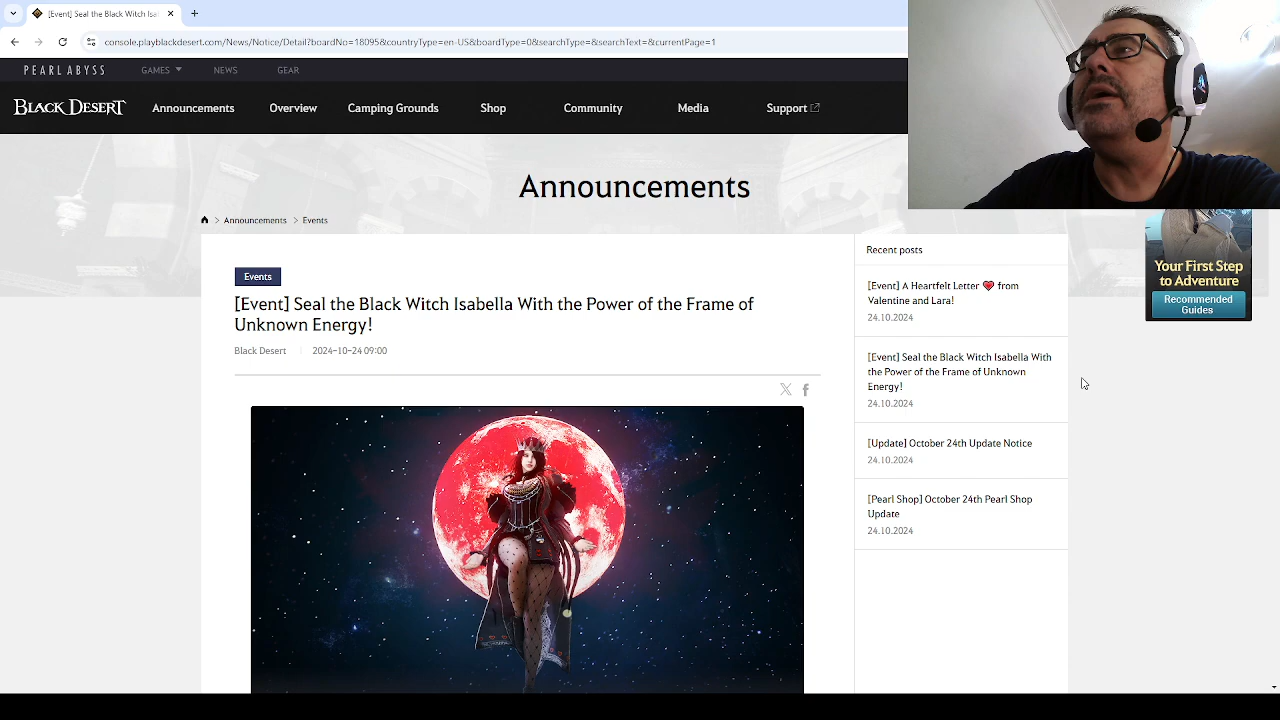 [Event] Seal the Black Witch Isa
console.playblackdesert.com/News/Notice/Detail?boardNo=18095&countryType=en-US&boardType=0&searchType=&searchText=&currentPage=1
PEARL ABYSS
GAMES
NEWS
GEAR
BLACK DESERT
Announcements
Overview
Camping Grounds
Shop
Community
Media
Support
Announcements
Announcements > Events
Events
[Event] Seal the Black Witch Isabella With the Power of the Frame of
Unknown Energy!
Black Desert
2024-10-24 09:00
Recent posts
[Event] A Heartfelt Letter ❤ from
Valentine and Lara!
24.10.2024
[Event] Seal the Black Witch Isabella With
the Power of the Frame of Unknown
Energy!
24.10.2024
[Update] October 24th Update Notice
24.10.2024
[Pearl Shop] October 24th Pearl Shop
Update
24.10.2024
Your First Step
to Adventure
Recommended
Guides